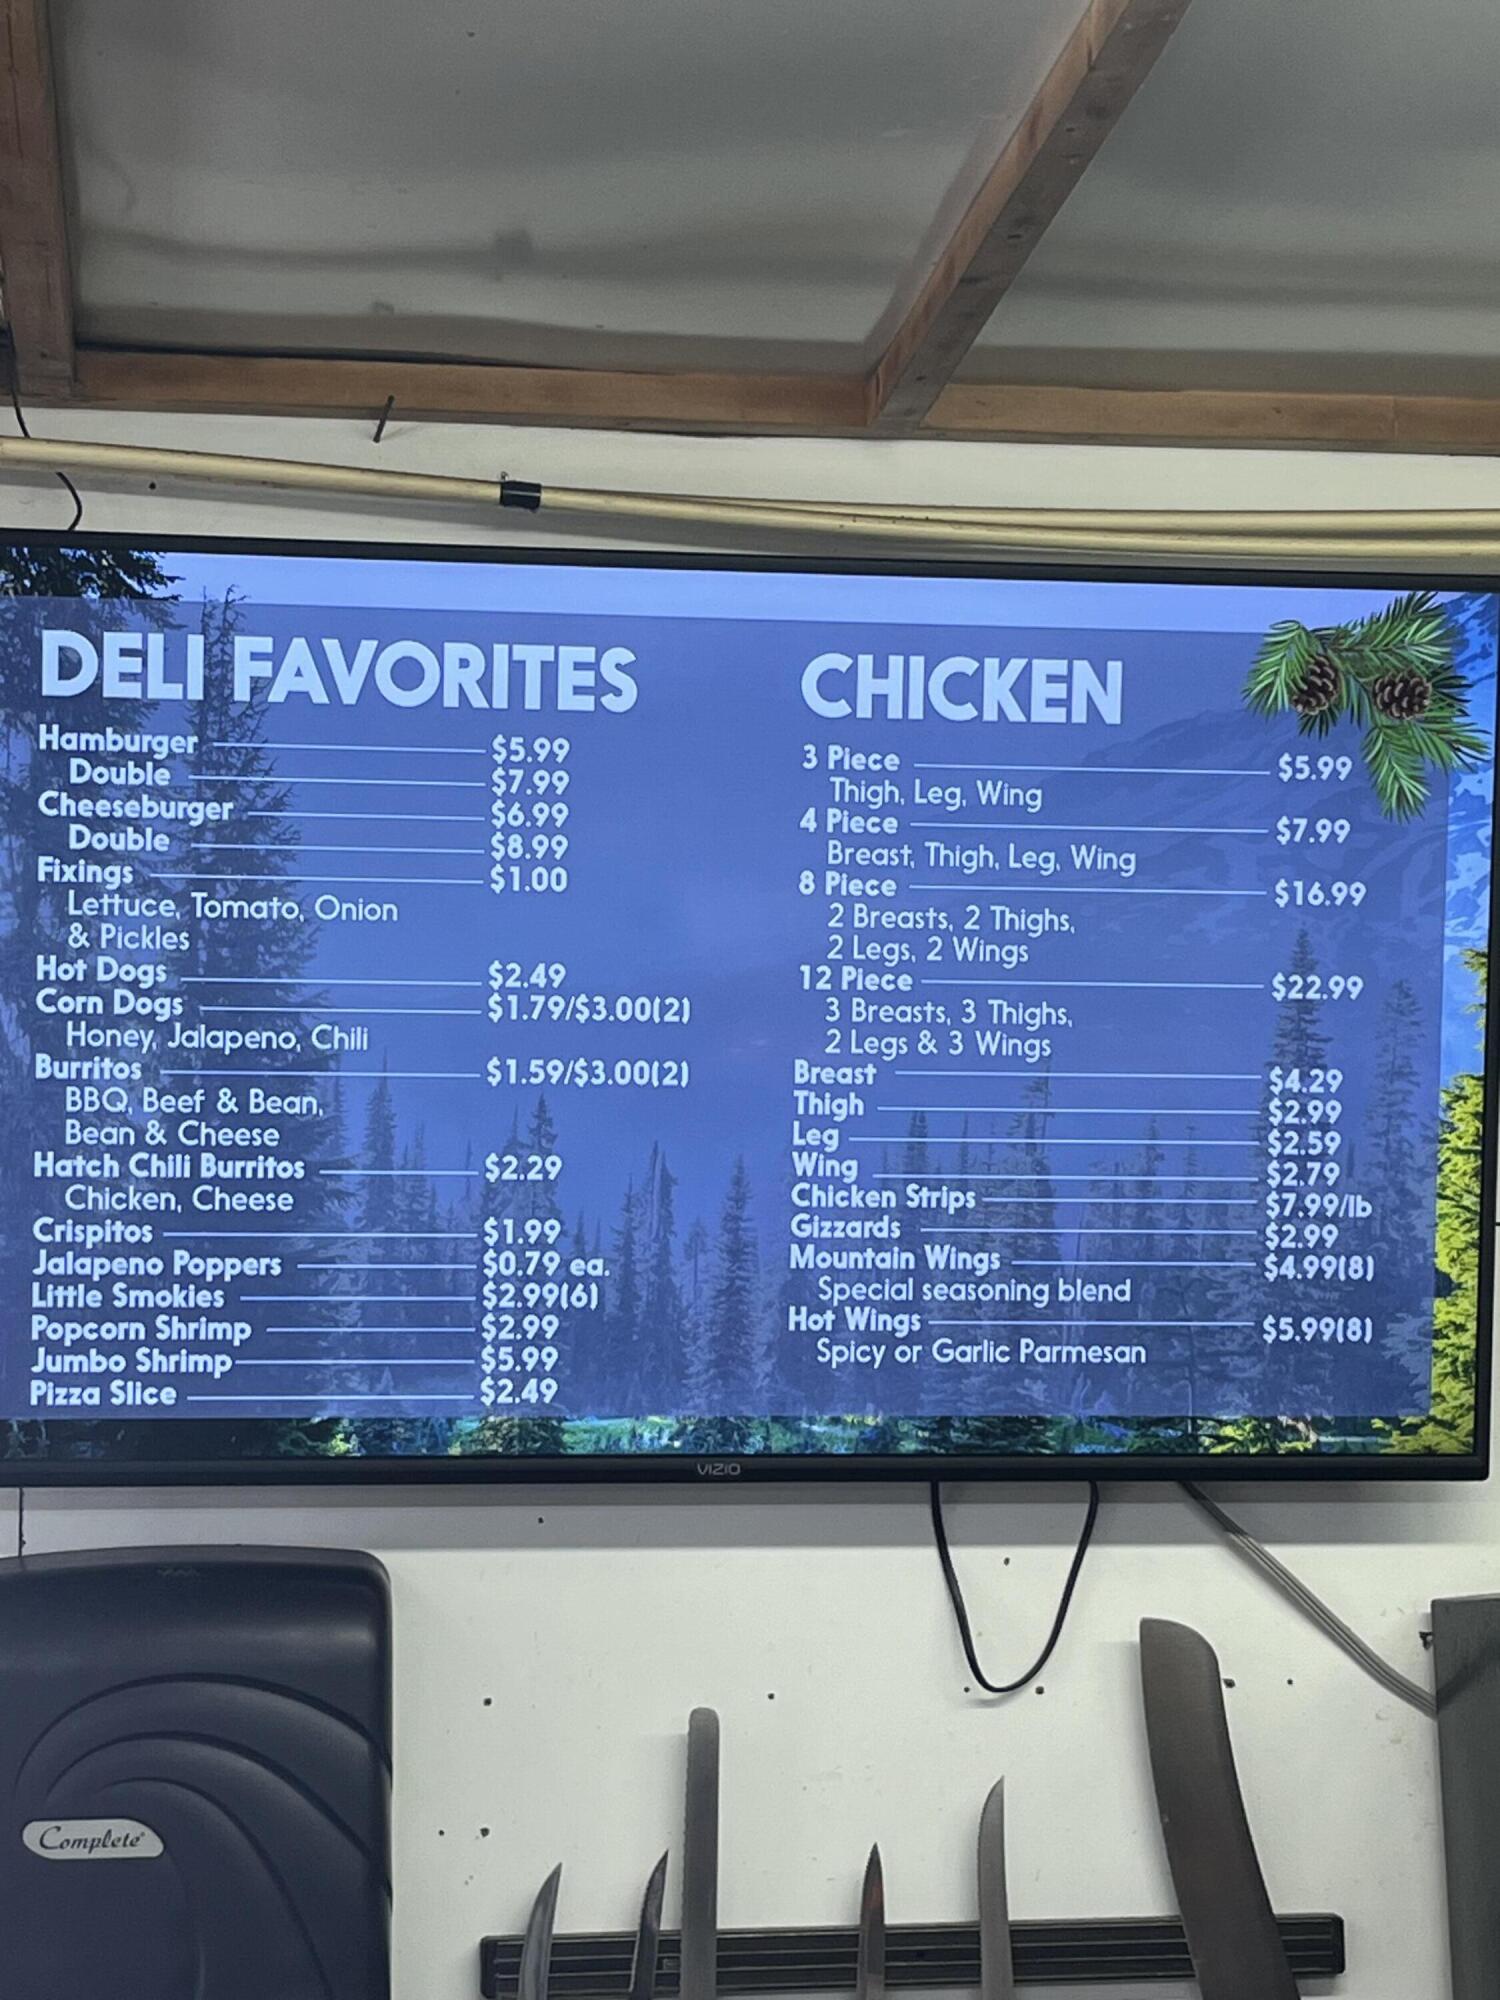 DELI FAVORITES
Hamburger $5.99
Double $7.99
Cheeseburger $6.99
Double $8.99
Fixings $1.00
Lettuce, Tomato, Onion
& Pickles
Hot Dogs $2.49
Corn Dogs $1.79/$3.00(2)
Honey, Jalapeno, Chili
Burritos $1.59/$3.00(2)
BBQ, Beef & Bean,
Bean & Cheese
Hatch Chili Burritos $2.29
Chicken, Cheese
Crispitos $1.99
Jalapeno Poppers $0.79 ea.
Little Smokies $2.99(6)
Popcorn Shrimp $2.99
Jumbo Shrimp $5.99
Pizza Slice $2.49
CHICKEN
3 Piece $5.99
Thigh, Leg, Wing
4 Piece $7.99
Breast, Thigh, Leg, Wing
8 Piece $16.99
2 Breasts, 2 Thighs,
2 Legs, 2 Wings
12 Piece $22.99
3 Breasts, 3 Thighs,
2 Legs & 3 Wings
Breast $4.29
Thigh $2.99
Leg $2.59
Wing $2.79
Chicken Strips $7.99/lb
Gizzards $2.99
Mountain Wings $4.99(8)
Special seasoning blend
Hot Wings $5.99(8)
Spicy or Garlic Parmesan
VIZIO
Complete®